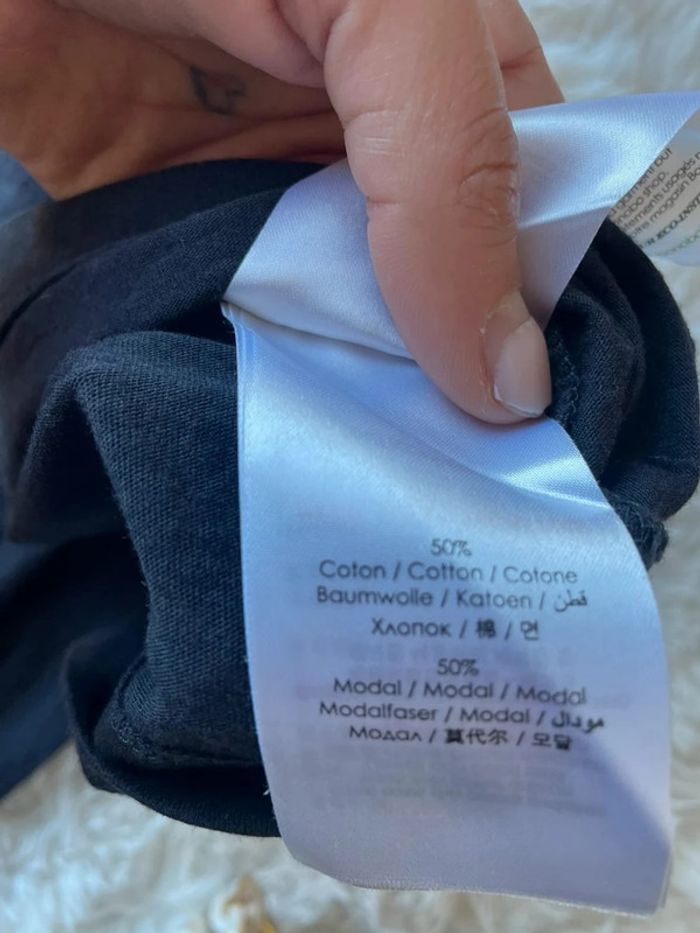 50%
Coton / Cotton / Cotone
Baumwolle / Katoen / قطن
Хлопок / 棉 / 면
50%
Modal / Modal / Modal
Modalfaser / Modal / مودال
Модал / 莫代尔 / 모달